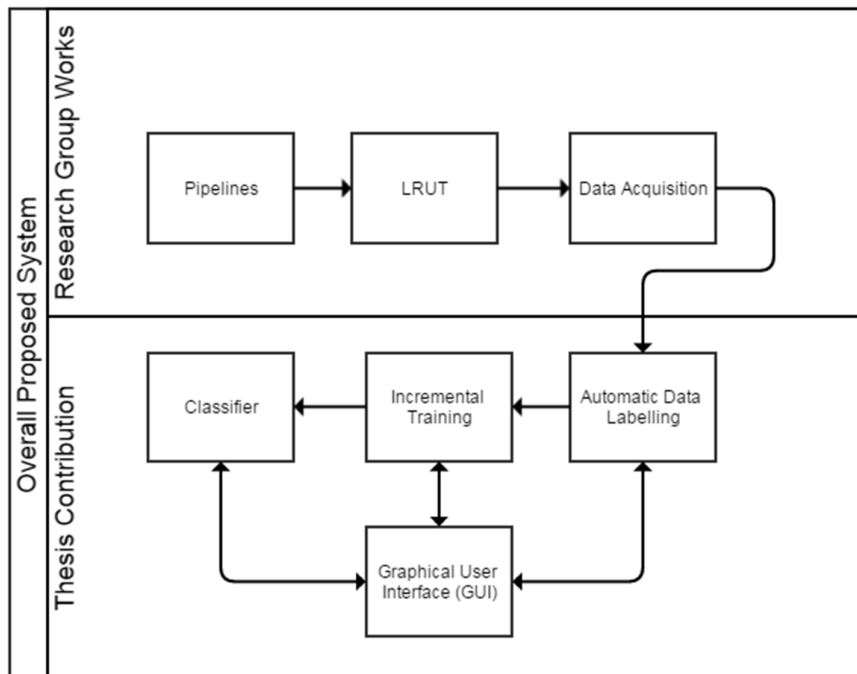 Overall Proposed System
Research Group Works
Pipelines
LRUT
Data Acquisition
Thesis Contribution
Classifier
Incremental
Training
Automatic Data
Labelling
Graphical User
Interface (GUI)